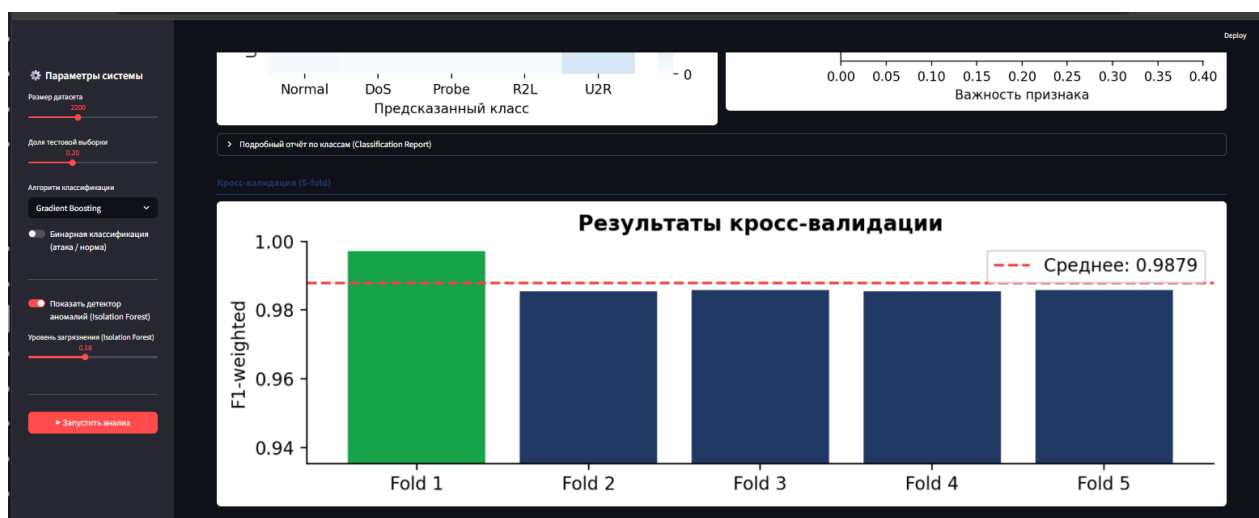 Deploy
Параметры системы
Размер датасета
2200
Доля тестовой выборки
0.20
Алгоритм классификации
Gradient Boosting
Бинарная классификация
(атака / норма)
Показать детектор
аномалий (Isolation Forest)
Уровень загрязнения (Isolation Forest)
0.18
Запустить анализ
0
Normal DoS Probe R2L U2R
Предсказанный класс
0.00 0.05 0.10 0.15 0.20 0.25 0.30 0.35 0.40
Важность признака
Подробный отчёт по классам (Classification Report)
Кросс-валидация (5-fold)
Результаты кросс-валидации
Среднее: 0.9879
F1-weighted
1.00
0.98
0.96
0.94
Fold 1 Fold 2 Fold 3 Fold 4 Fold 5